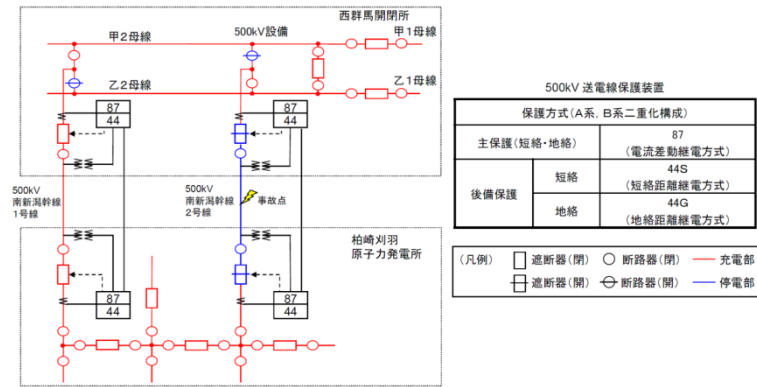 西群馬開閉所
甲2母線
500kV設備
甲1母線
乙2母線
乙1母線
87
44
87
44
500kV
南新潟幹線
1号線
500kV
南新潟幹線
2号線
事故点
柏崎刈羽
原子力発電所
87
44
87
44
500kV 送電線保護装置
保護方式(A系, B系二重化構成)
主保護(短絡・地絡)
87
(電流差動継電方式)
後備保護
短絡
44S
(短絡距離継電方式)
地絡
44G
(地絡距離継電方式)
(凡例)
遮断器(閉)
断路器(閉)
充電部
遮断器(開)
断路器(開)
停電部